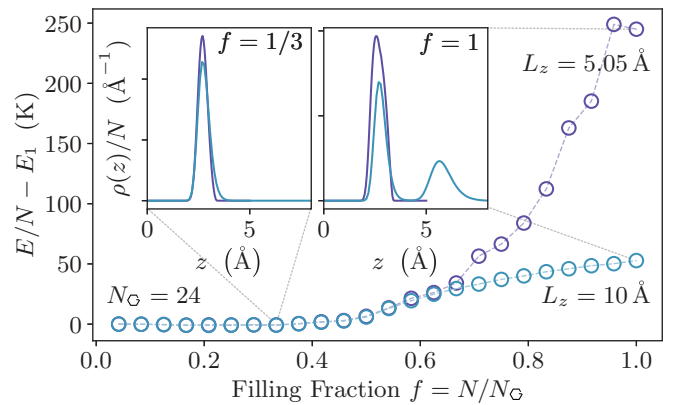 E/N − E₁ (K)
250
200
150
100
50
0
ρ(z)/N (Å⁻¹)
f = 1/3
f = 1
0
5
z (Å)
0
5
z (Å)
L_z = 5.05 Å
L_z = 10 Å
N⌬ = 24
0.0
0.2
0.4
0.6
0.8
1.0
Filling Fraction f = N/N⌬